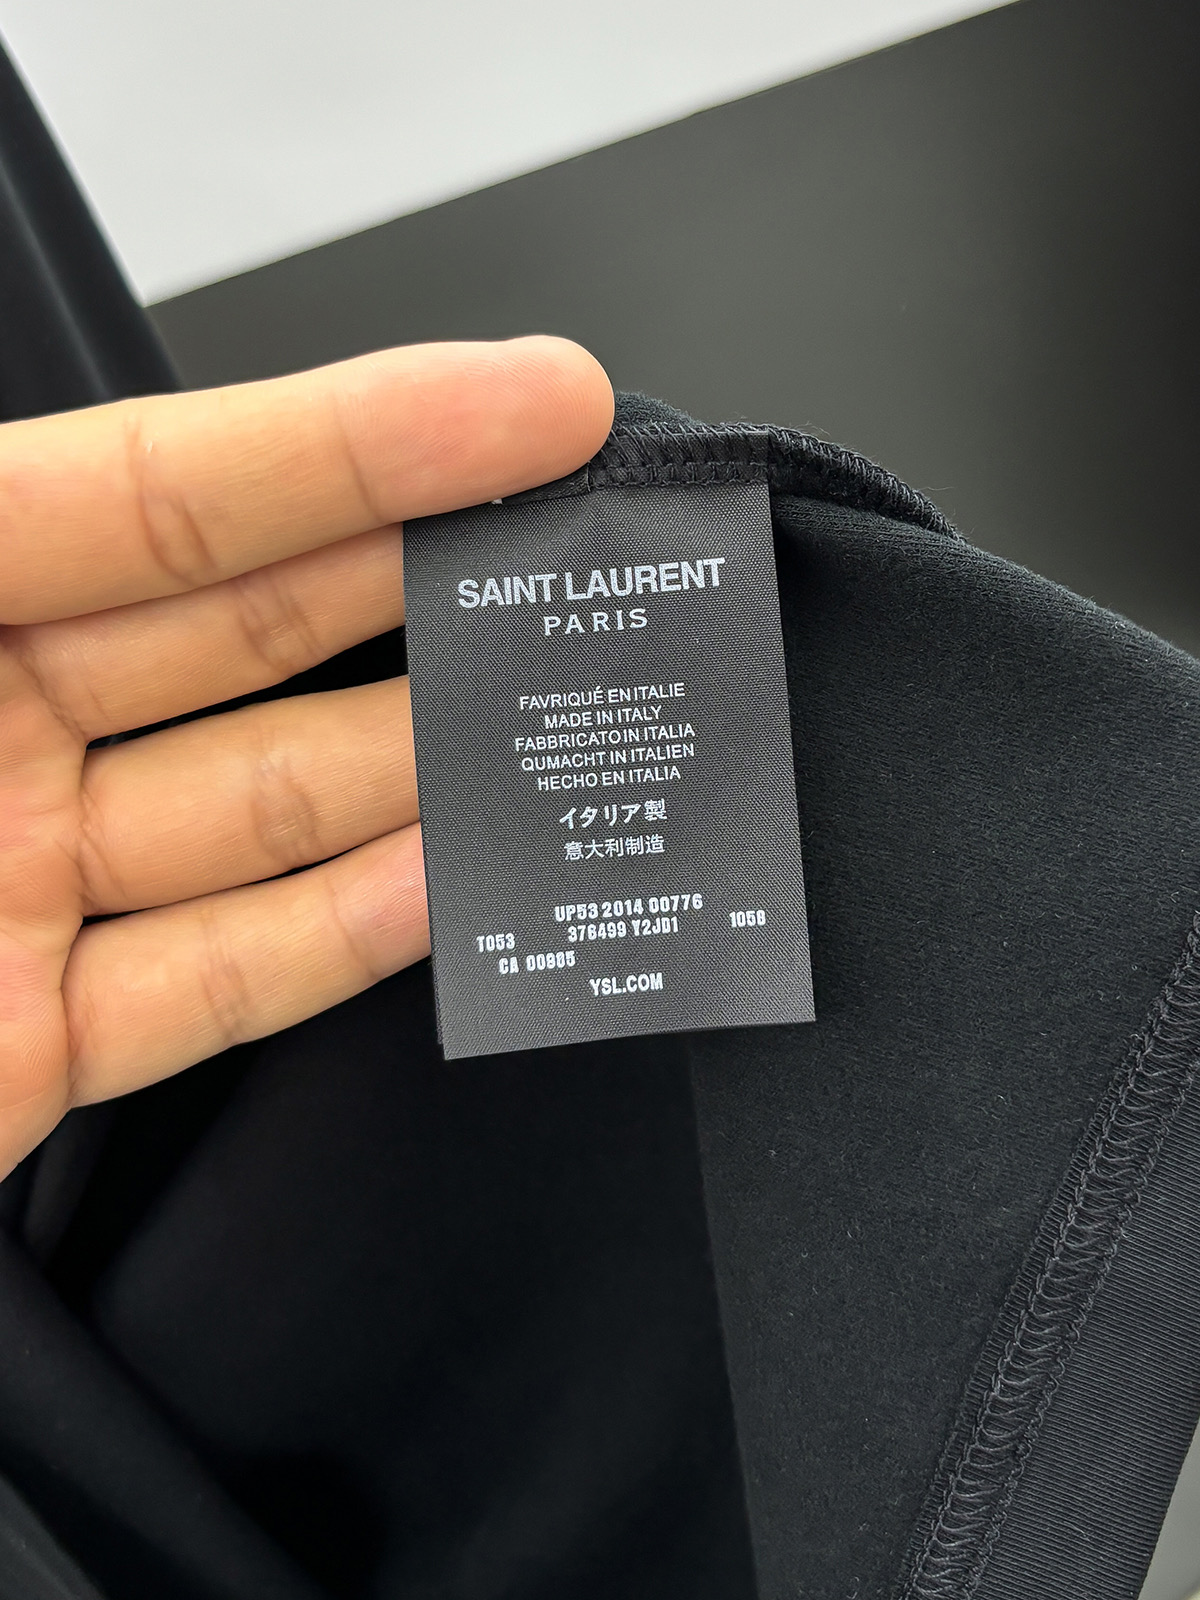 SAINT LAURENT
PARIS
FAVRIQUÉ EN ITALIE
MADE IN ITALY
FABBRICATO IN ITALIA
QUMACHT IN ITALIEN
HECHO EN ITALIA
イタリア製
意大利制造
UP53 2014 00776
T053 376499 Y2JD1 1058
CA 00985
YSL.COM